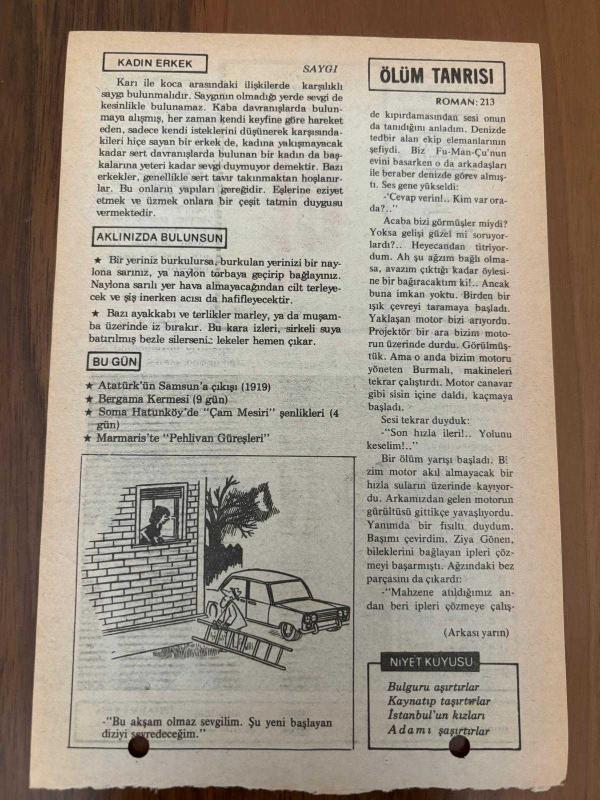 KADIN ERKEK
SAYGI
Karı ile koca arasındaki ilişkilerde karşılıklı
saygı bulunmalıdır. Saygının olmadığı yerde sevgi de
kesinlikle bulunamaz. Kaba davranışlarda bulun-
maya alışmış, her zaman kendi keyfine göre hareket
eden, sadece kendi isteklerini düşünerek karşısında-
kileri hiçe sayan bir erkek de, kadına yakışmayacak
kadar sert davranışlarda bulunan bir kadın da baş-
kalarına yeteri kadar sevgi duymuyor demektir. Bazı
erkekler, genellikle sert tavır takınmaktan hoşlanır-
lar. Bu onların yapıları gereğidir. Eşlerine eziyet
etmek ve üzmek onlara bir çeşit tatmin duygusu
vermektedir.
AKLINIZDA BULUNSUN
★ Bir yeriniz burkulursa, burkulan yerinizi bir nay-
lona sarınız, ya naylon torbaya geçirip bağlayınız.
Naylona sarılı yer hava almayacağından cilt terleye-
cek ve şiş inerken acısı da hafifleyecektir.
★ Bazı ayakkabı ve terlikler marley, ya da muşam-
ba üzerinde iz bırakır. Bu kara izleri, sirkeli suya
batırılmış bezle silerseni.: lekeler hemen çıkar.
BU GÜN
★ Atatürk'ün Samsun'a çıkışı (1919)
★ Bergama Kermesi (9 gün)
★ Soma Hatunköy'de "Çam Mesiri" şenlikleri (4
gün)
★ Marmaris'te "Pehlivan Güreşleri"
-"Bu akşam olmaz sevgilim. Şu yeni başlayan
diziyi seyredeceğim."
ÖLÜM TANRISI
ROMAN: 213
de kıpırdamasından sesi onun
da tanıdığını anladım. Denizde
tedbir alan ekip elemanlarının
şefiydi. Biz Fu-Man-Çu'nun
evini basarken o da arkadaşları
ile beraber denizde görev almış-
tı. Ses gene yükseldi:
-'Cevap verin!.. Kim var ora-
da?.."
Acaba bizi görmüşler miydi?
Yoksa gelişi güzel mi soruyor-
lardı?.. Heyecandan titriyor-
dum. Ah şu ağzım bağlı olma-
sa, avazım çıktığı kadar öylesi-
ne bir bağıracaktım ki!.. Ancak
buna imkan yoktu. Birden bir
ışık çevreyi taramaya başladı.
Yaklaşan motor bizi arıyordu.
Projektör bir ara bizim moto-
run üzerinde durdu. Görülmüş-
tük. Ama o anda bizim motoru
yöneten Burmalı, makineleri
tekrar çalıştırdı. Motor canavar
gibi sisin içine daldı, kaçmaya
başladı.
Sesi tekrar duyduk:
-"Son hızla ileri!.. Yolunu
keselim!.."
Bir ölüm yarışı başladı. Bi
zim motor akıl almayacak bir
hızla suların üzerinde kayıyor-
du. Arkamızdan gelen motorun
gürültüsü gittikçe yavaşlıyordu.
Yanımda bir fısıltı duydum.
Başımı çevirdim. Ziya Gönen,
bileklerini bağlayan ipleri çöz-
meyi başarmıştı. Ağzındaki bez
parçasını da çıkardı:
-"Mahzene atıldığımız an-
dan beri ipleri çözmeye çalış-
(Arkası yarın)
NİYET KUYUSU
Bulguru aşırtırlar
Kaynatıp taşırtırlar
İstanbul'un kızları
Adamı şaşırtırlar